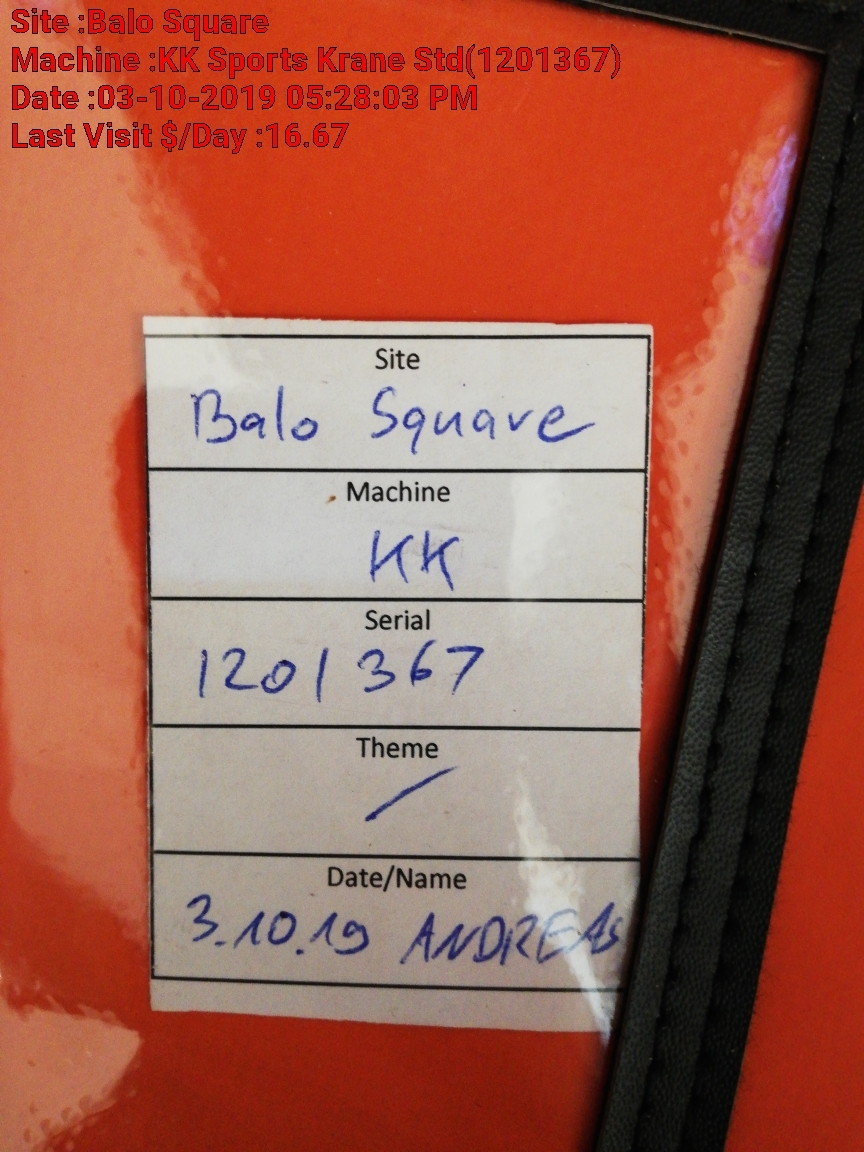 Site :Balo Square
Machine :KK Sports Krane Std(1201367)
Date :03-10-2019 05:28:03 PM
Last Visit $/Day :16.67
Site
Balo Square
Machine
KK
Serial
1201367
Theme
/
Date/Name
3.10.19 ANDREAS